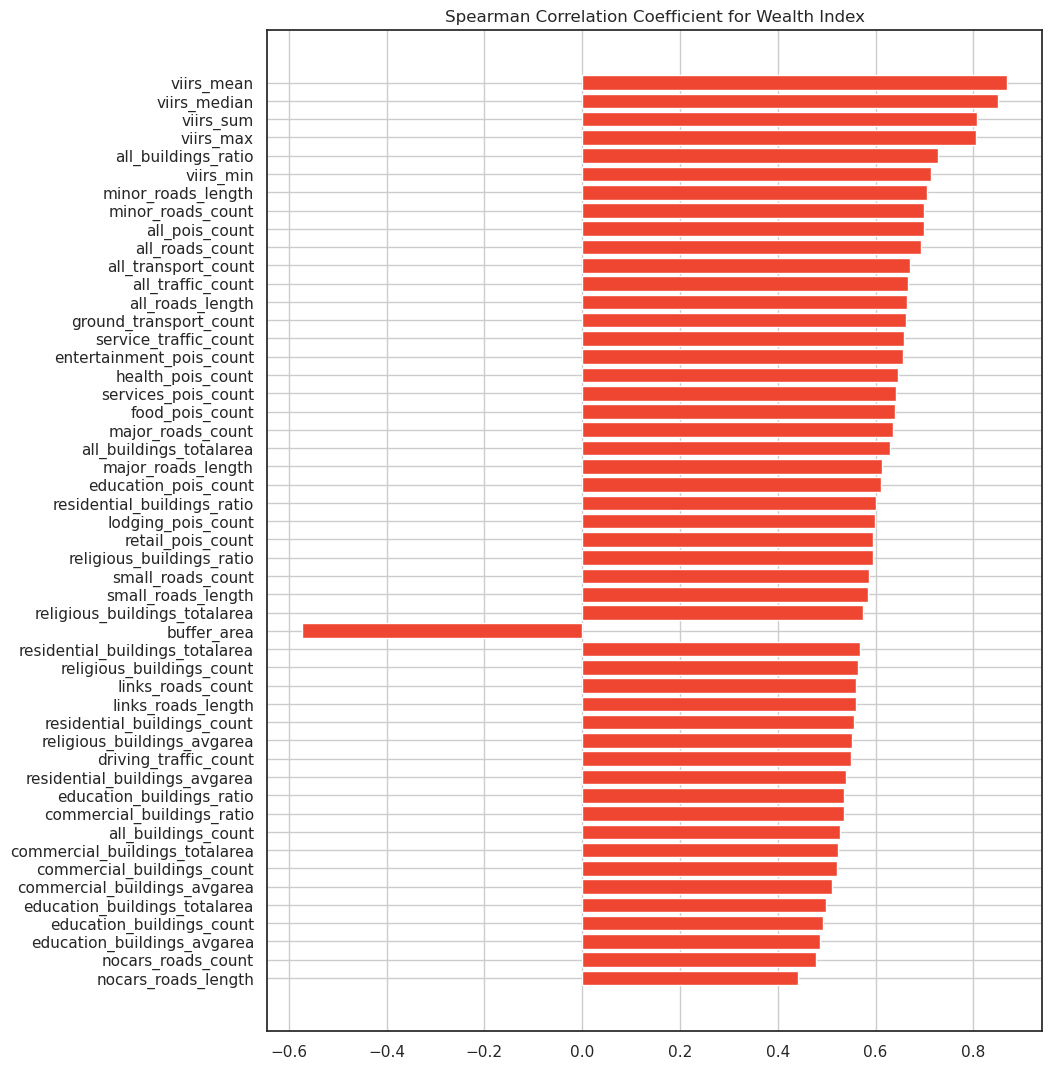 Spearman Correlation Coefficient for Wealth Index
viirs_mean
viirs_median
viirs_sum
viirs_max
all_buildings_ratio
viirs_min
minor_roads_length
minor_roads_count
all_pois_count
all_roads_count
all_transport_count
all_traffic_count
all_roads_length
ground_transport_count
service_traffic_count
entertainment_pois_count
health_pois_count
services_pois_count
food_pois_count
major_roads_count
all_buildings_totalarea
major_roads_length
education_pois_count
residential_buildings_ratio
lodging_pois_count
retail_pois_count
religious_buildings_ratio
small_roads_count
small_roads_length
religious_buildings_totalarea
buffer_area
residential_buildings_totalarea
religious_buildings_count
links_roads_count
links_roads_length
residential_buildings_count
religious_buildings_avgarea
driving_traffic_count
residential_buildings_avgarea
education_buildings_ratio
commercial_buildings_ratio
all_buildings_count
commercial_buildings_totalarea
commercial_buildings_count
commercial_buildings_avgarea
education_buildings_totalarea
education_buildings_count
education_buildings_avgarea
nocars_roads_count
nocars_roads_length
−0.6 −0.4 −0.2 0.0 0.2 0.4 0.6 0.8